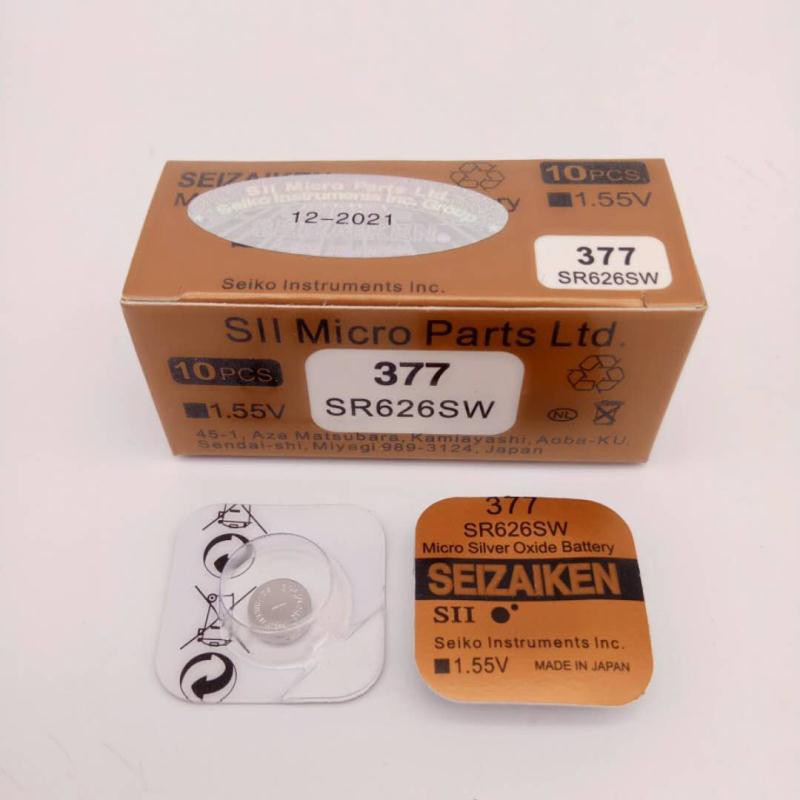 SEIZAIKEN
SII Micro Parts Ltd.
Seiko Instruments Inc. Group
12-2021
10PCS.
1.55V
377
SR626SW
Seiko Instruments Inc.
SII Micro Parts Ltd.
10PCS.
377
SR626SW
1.55V
NL
45-1, Aza Matsubara, Kamiayashi, Aoba-KU,
Sendai-shi, Miyagi 989-3124, Japan
377
SR626SW
Micro Silver Oxide Battery
SEIZAIKEN
SII
Seiko Instruments Inc.
1.55V MADE IN JAPAN